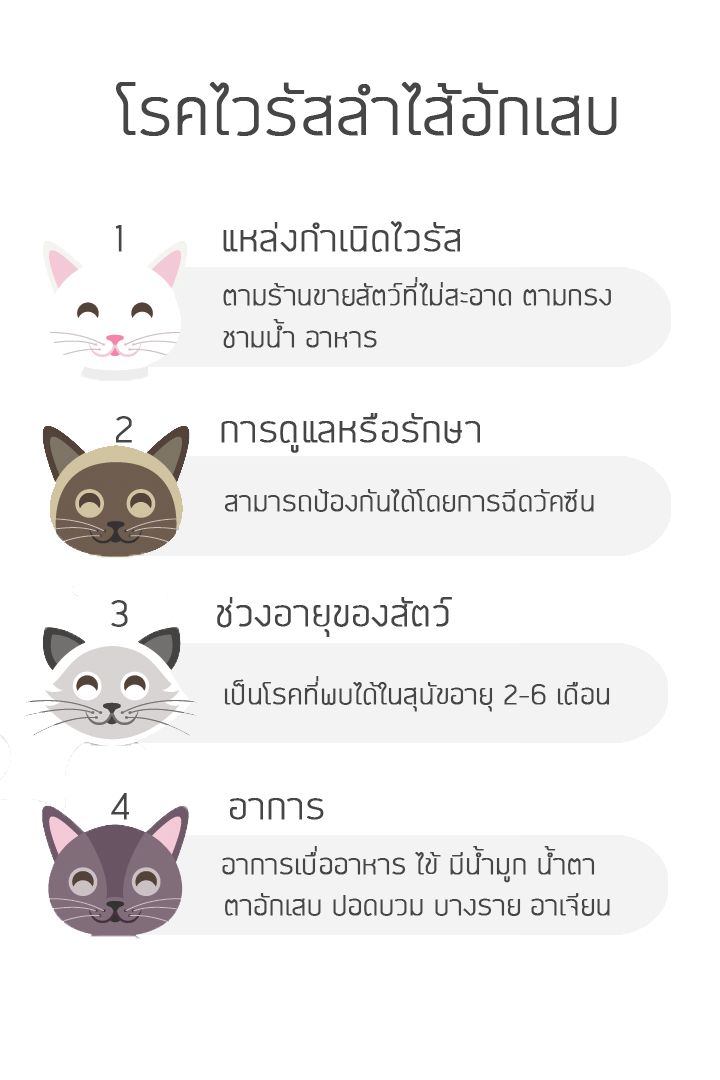 โรคไวรัสลำไส้อักเสบ
1
แหล่งกำเนิดไวรัส
ตามร้านขายสัตว์ที่ไม่สะอาด ตามกรง
ชามน้ำ อาหาร
2
การดูแลหรือรักษา
สามารถป้องกันได้โดยการฉีดวัคซีน
3
ช่วงอายุของสัตว์
เป็นโรคที่พบได้ในสุนัขอายุ 2-6 เดือน
4
อาการ
อาการเบื่ออาหาร ไข้ มีน้ำมูก น้ำตา
ตาอักเสบ ปอดบวม บางราย อาเจียน